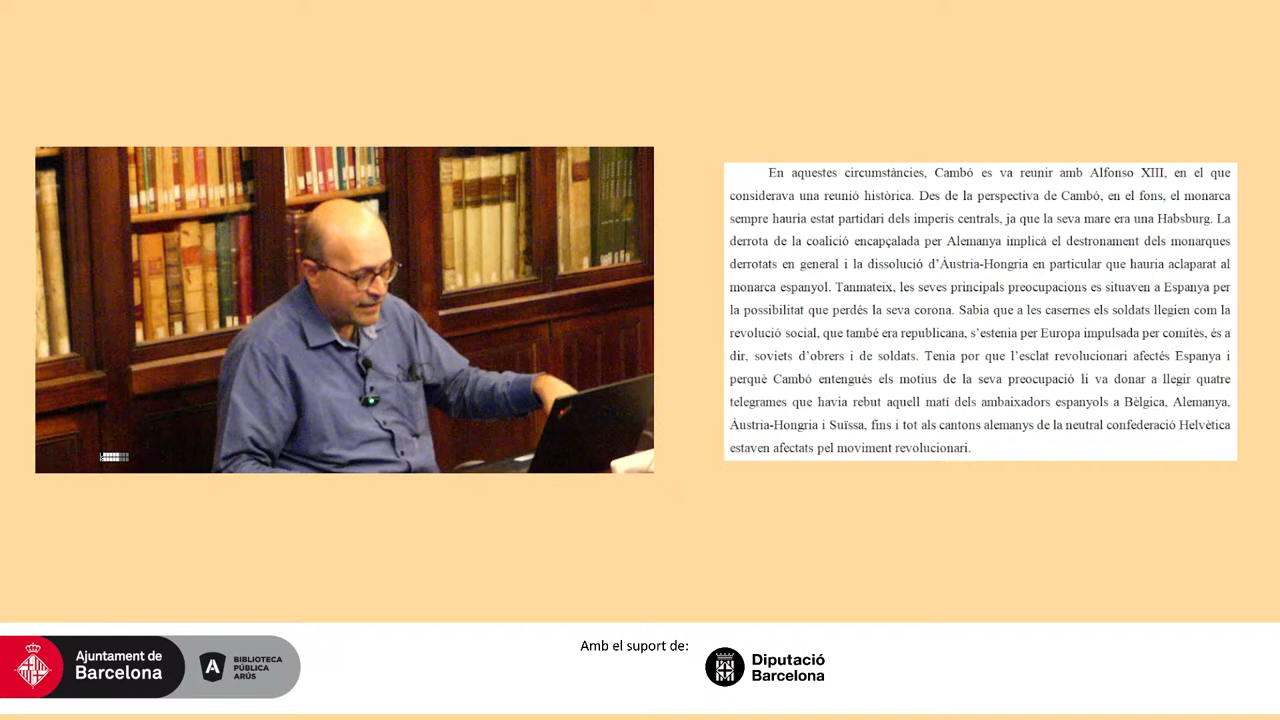 En aquestes circumstàncies, Cambó es va reunir amb Alfonso XIII, en el que
considerava una reunió històrica. Des de la perspectiva de Cambó, en el fons, el monarca
sempre hauria estat partidari dels imperis centrals, ja que la seva mare era una Habsburg. La
derrota de la coalició encapçalada per Alemanya implicà el destronament dels monarques
derrotats en general i la dissolució d’Àustria-Hongria en particular que hauria aclaparat al
monarca espanyol. Tanmateix, les seves principals preocupacions es situaven a Espanya per
la possibilitat que perdés la seva corona. Sabia que a les casernes els soldats llegien com la
revolució social, que també era republicana, s’estenia per Europa impulsada per comitès, és a
dir, soviets d’obrers i de soldats. Tenia por que l’esclat revolucionari afectés Espanya i
perquè Cambó entengués els motius de la seva preocupació li va donar a llegir quatre
telegrames que havia rebut aquell matí dels ambaixadors espanyols a Bèlgica, Alemanya,
Àustria-Hongria i Suïssa, fins i tot als cantons alemanys de la neutral confederació Helvètica
estaven afectats pel moviment revolucionari.
Amb el suport de:
Ajuntament de
Barcelona
A
BIBLIOTECA
PÚBLICA
ARÚS
Diputació
Barcelona